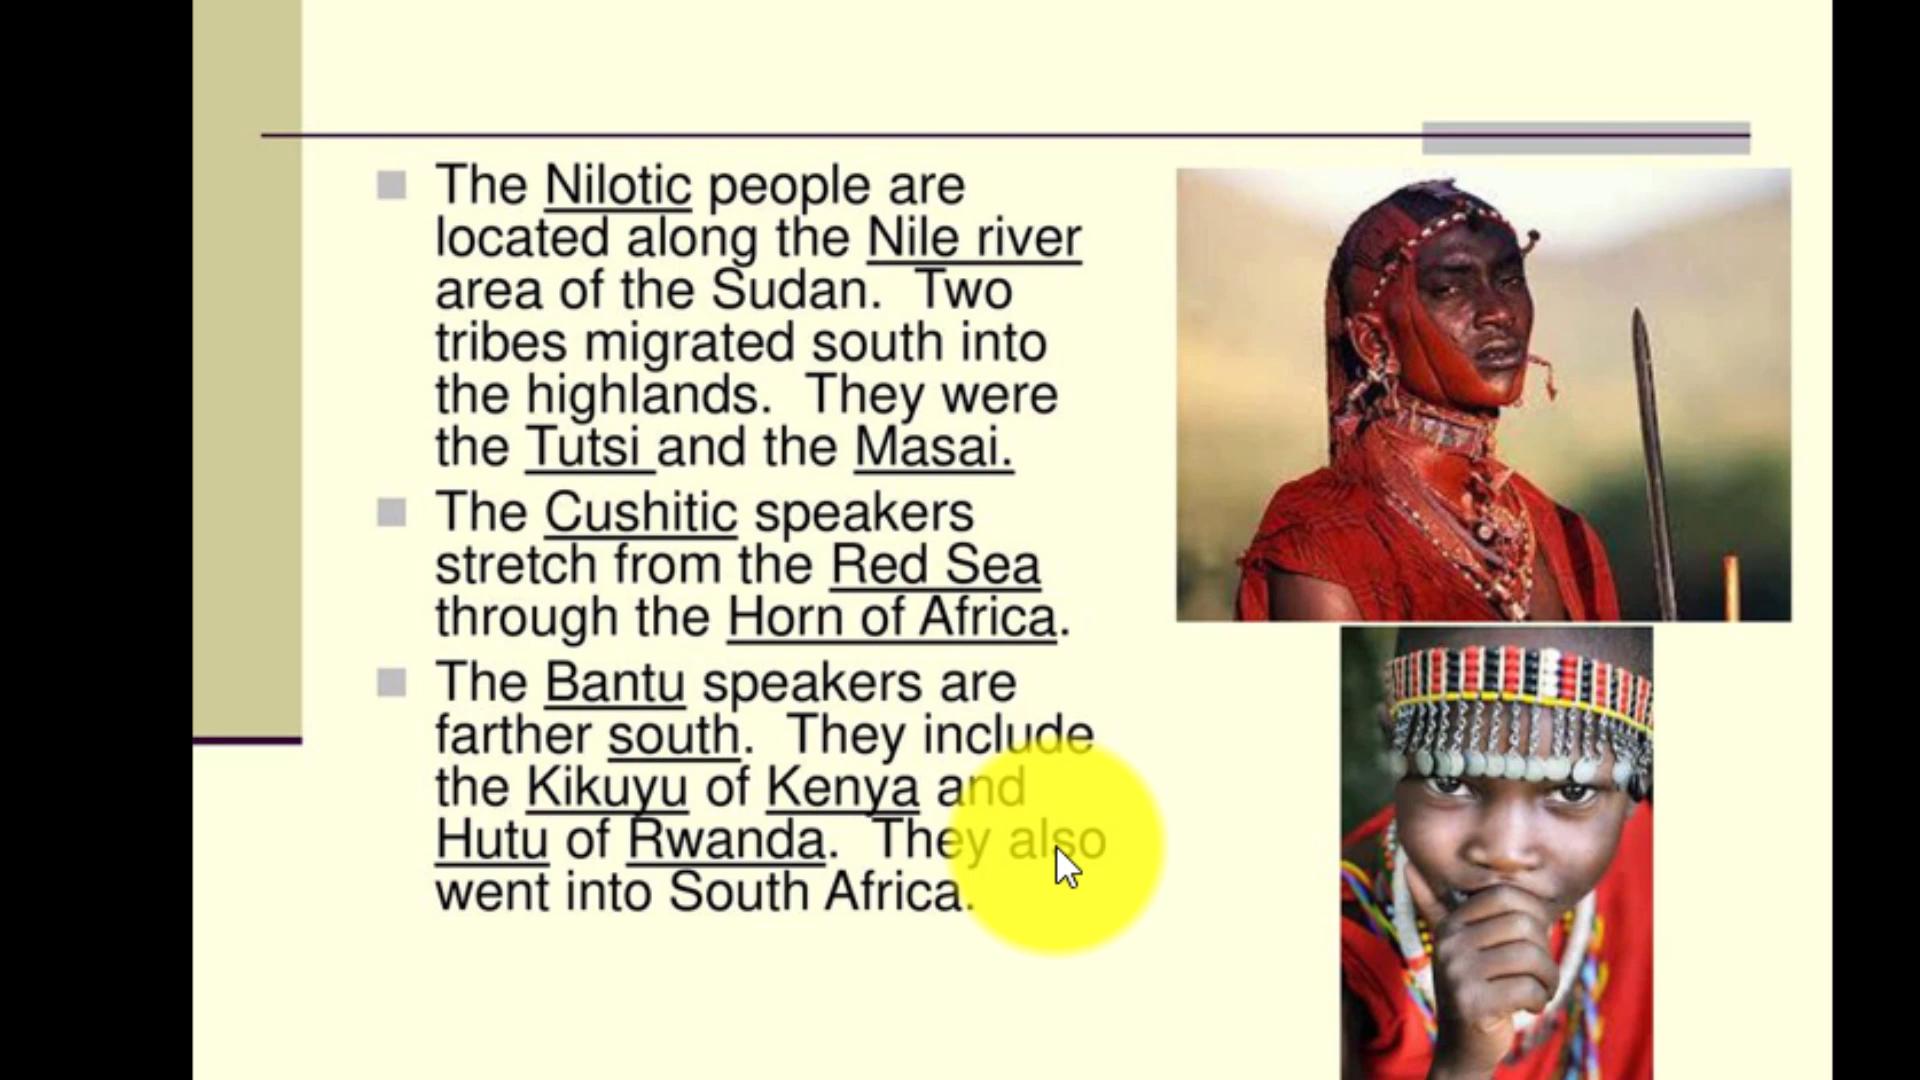 The Nilotic people are
located along the Nile river
area of the Sudan.  Two
tribes migrated south into
the highlands.  They were
the Tutsi and the Masai.
The Cushitic speakers
stretch from the Red Sea
through the Horn of Africa.
The Bantu speakers are
farther south.  They include
the Kikuyu of Kenya and
Hutu of Rwanda.  They also
went into South Africa.